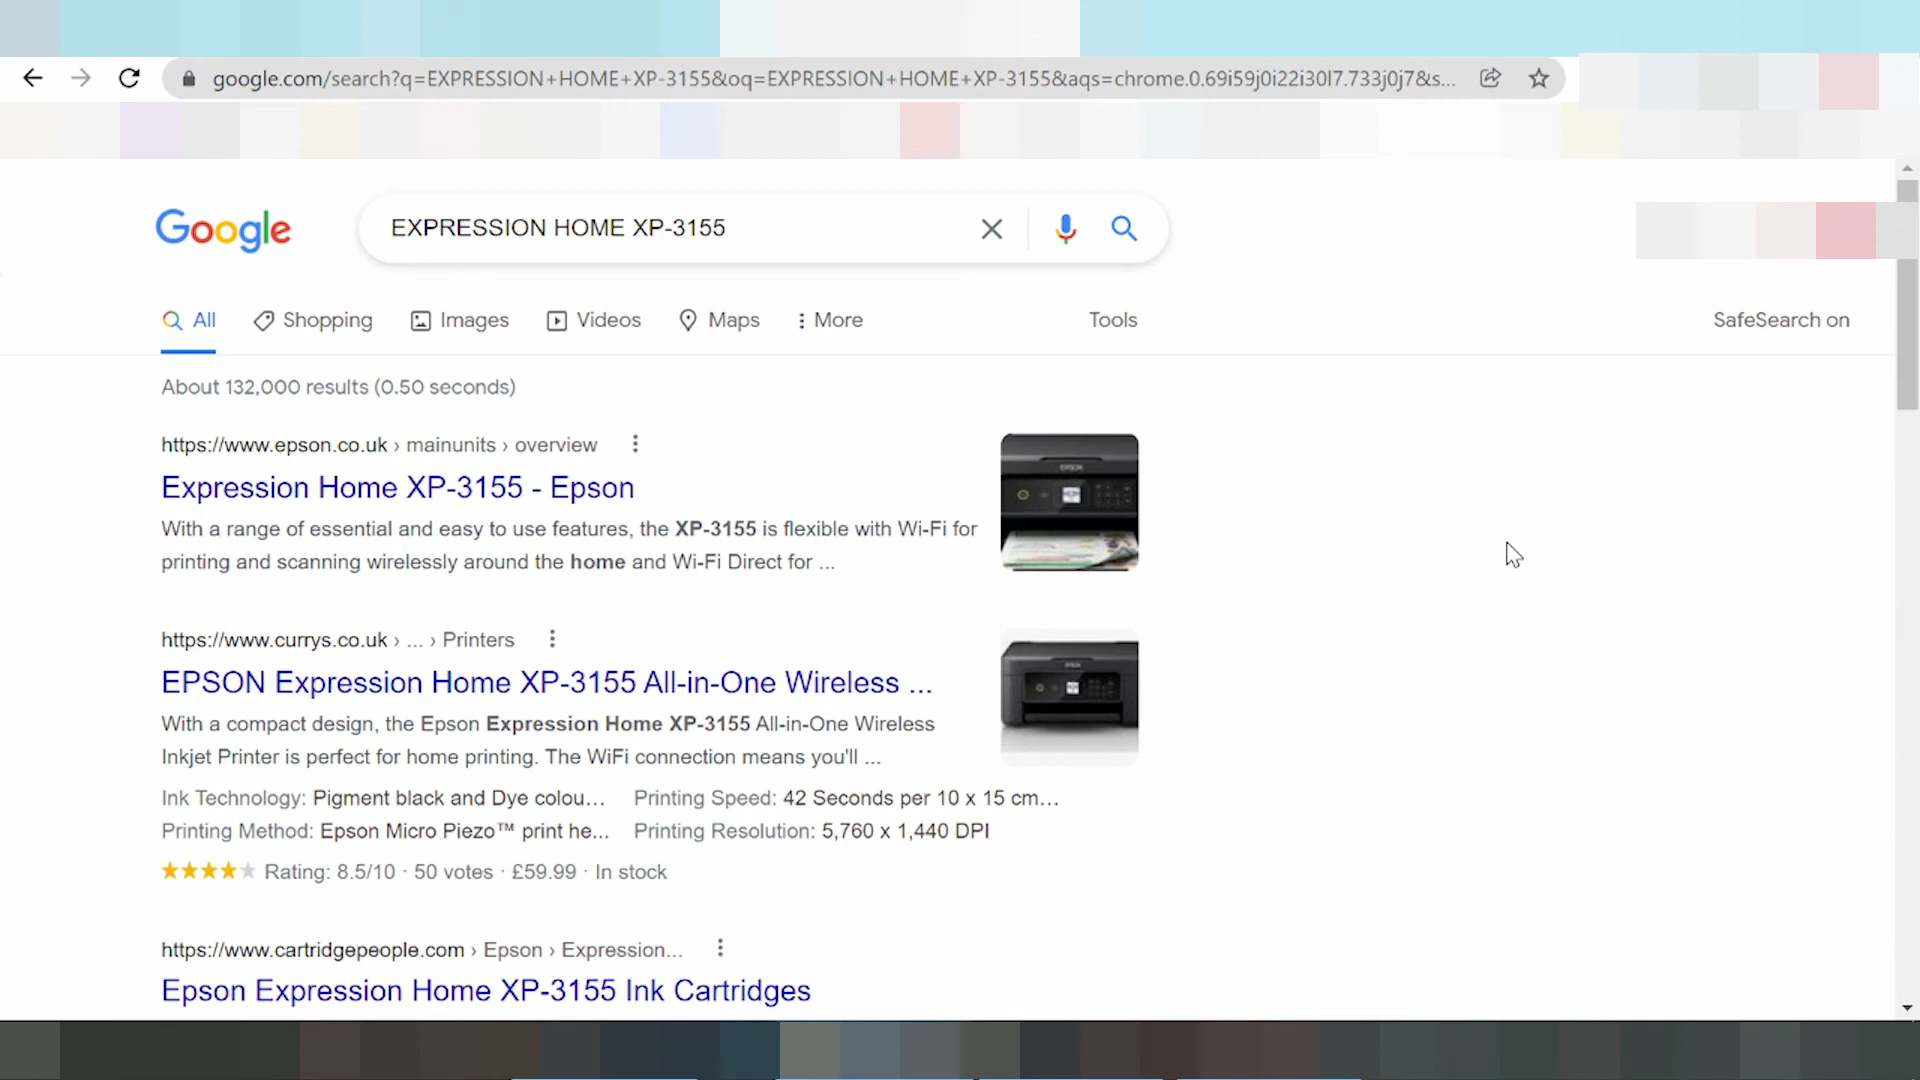 google.com/search?q=EXPRESSION+HOME+XP-3155&oq=EXPRESSION+HOME+XP-3155&aqs=chrome.0.69i59j0i22i30l7.733j0j7&s...
Google
EXPRESSION HOME XP-3155
All
Shopping
Images
Videos
Maps
More
Tools
SafeSearch on
About 132,000 results (0.50 seconds)
https://www.epson.co.uk › mainunits › overview
Expression Home XP-3155 - Epson
With a range of essential and easy to use features, the XP-3155 is flexible with Wi-Fi for
printing and scanning wirelessly around the home and Wi-Fi Direct for ...
EPSON
https://www.currys.co.uk › ... › Printers
EPSON Expression Home XP-3155 All-in-One Wireless ...
With a compact design, the Epson Expression Home XP-3155 All-in-One Wireless
Inkjet Printer is perfect for home printing. The WiFi connection means you'll ...
EPSON
Ink Technology: Pigment black and Dye colou... Printing Speed: 42 Seconds per 10 x 15 cm...
Printing Method: Epson Micro Piezo™ print he... Printing Resolution: 5,760 x 1,440 DPI
Rating: 8.5/10 · 50 votes · £59.99 · In stock
https://www.cartridgepeople.com › Epson › Expression...
Epson Expression Home XP-3155 Ink Cartridges